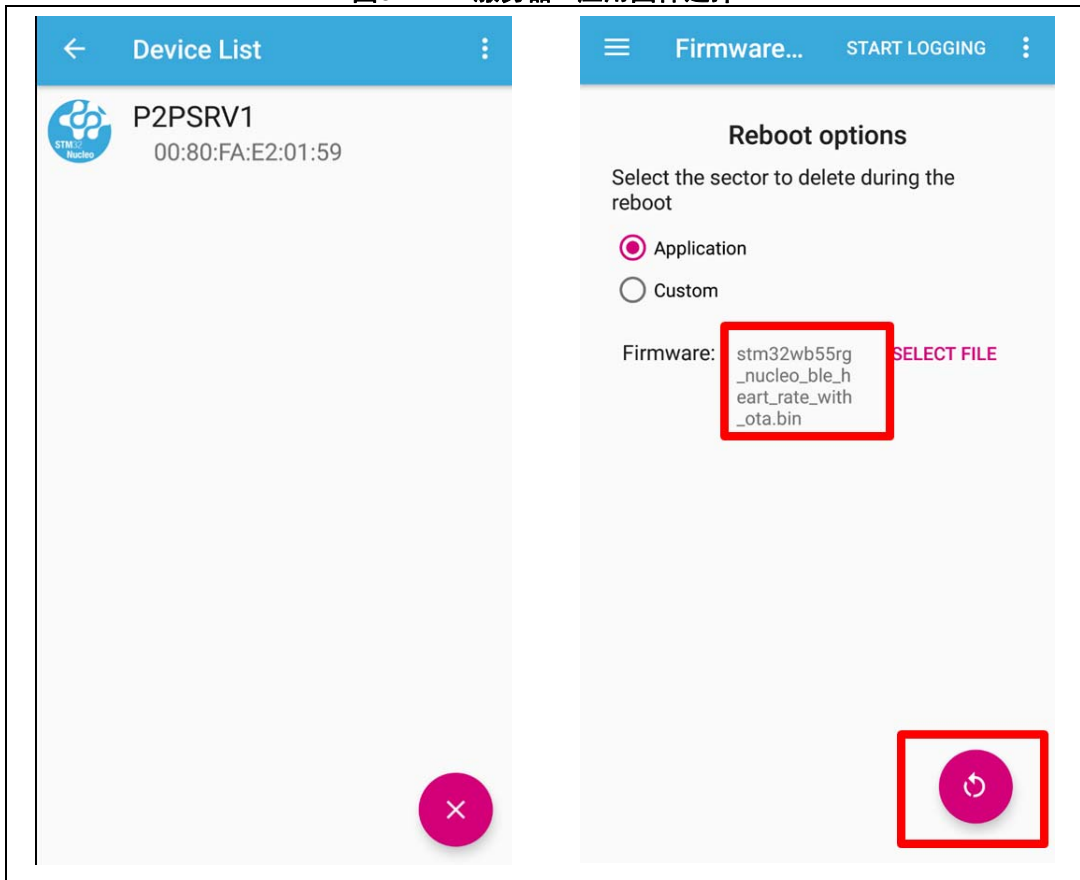 Device List
P2PSRV1
00:80:FA:E2:01:59
STM32
Nucleo
Firmware... START LOGGING
Reboot options
Select the sector to delete during the
reboot
Application
Custom
Firmware: stm32wb55rg SELECT FILE
_nucleo_ble_h
eart_rate_with
_ota.bin